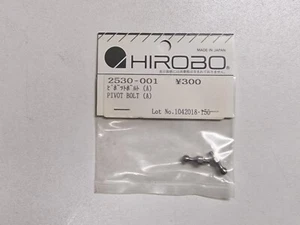 MADE IN JAPAN
HIROBO
2530-001 ¥300
ﾋﾟﾎﾞｯﾄﾎﾞﾙﾄ (A)
PIVOT BOLT (A)
Lot No.1042018-150